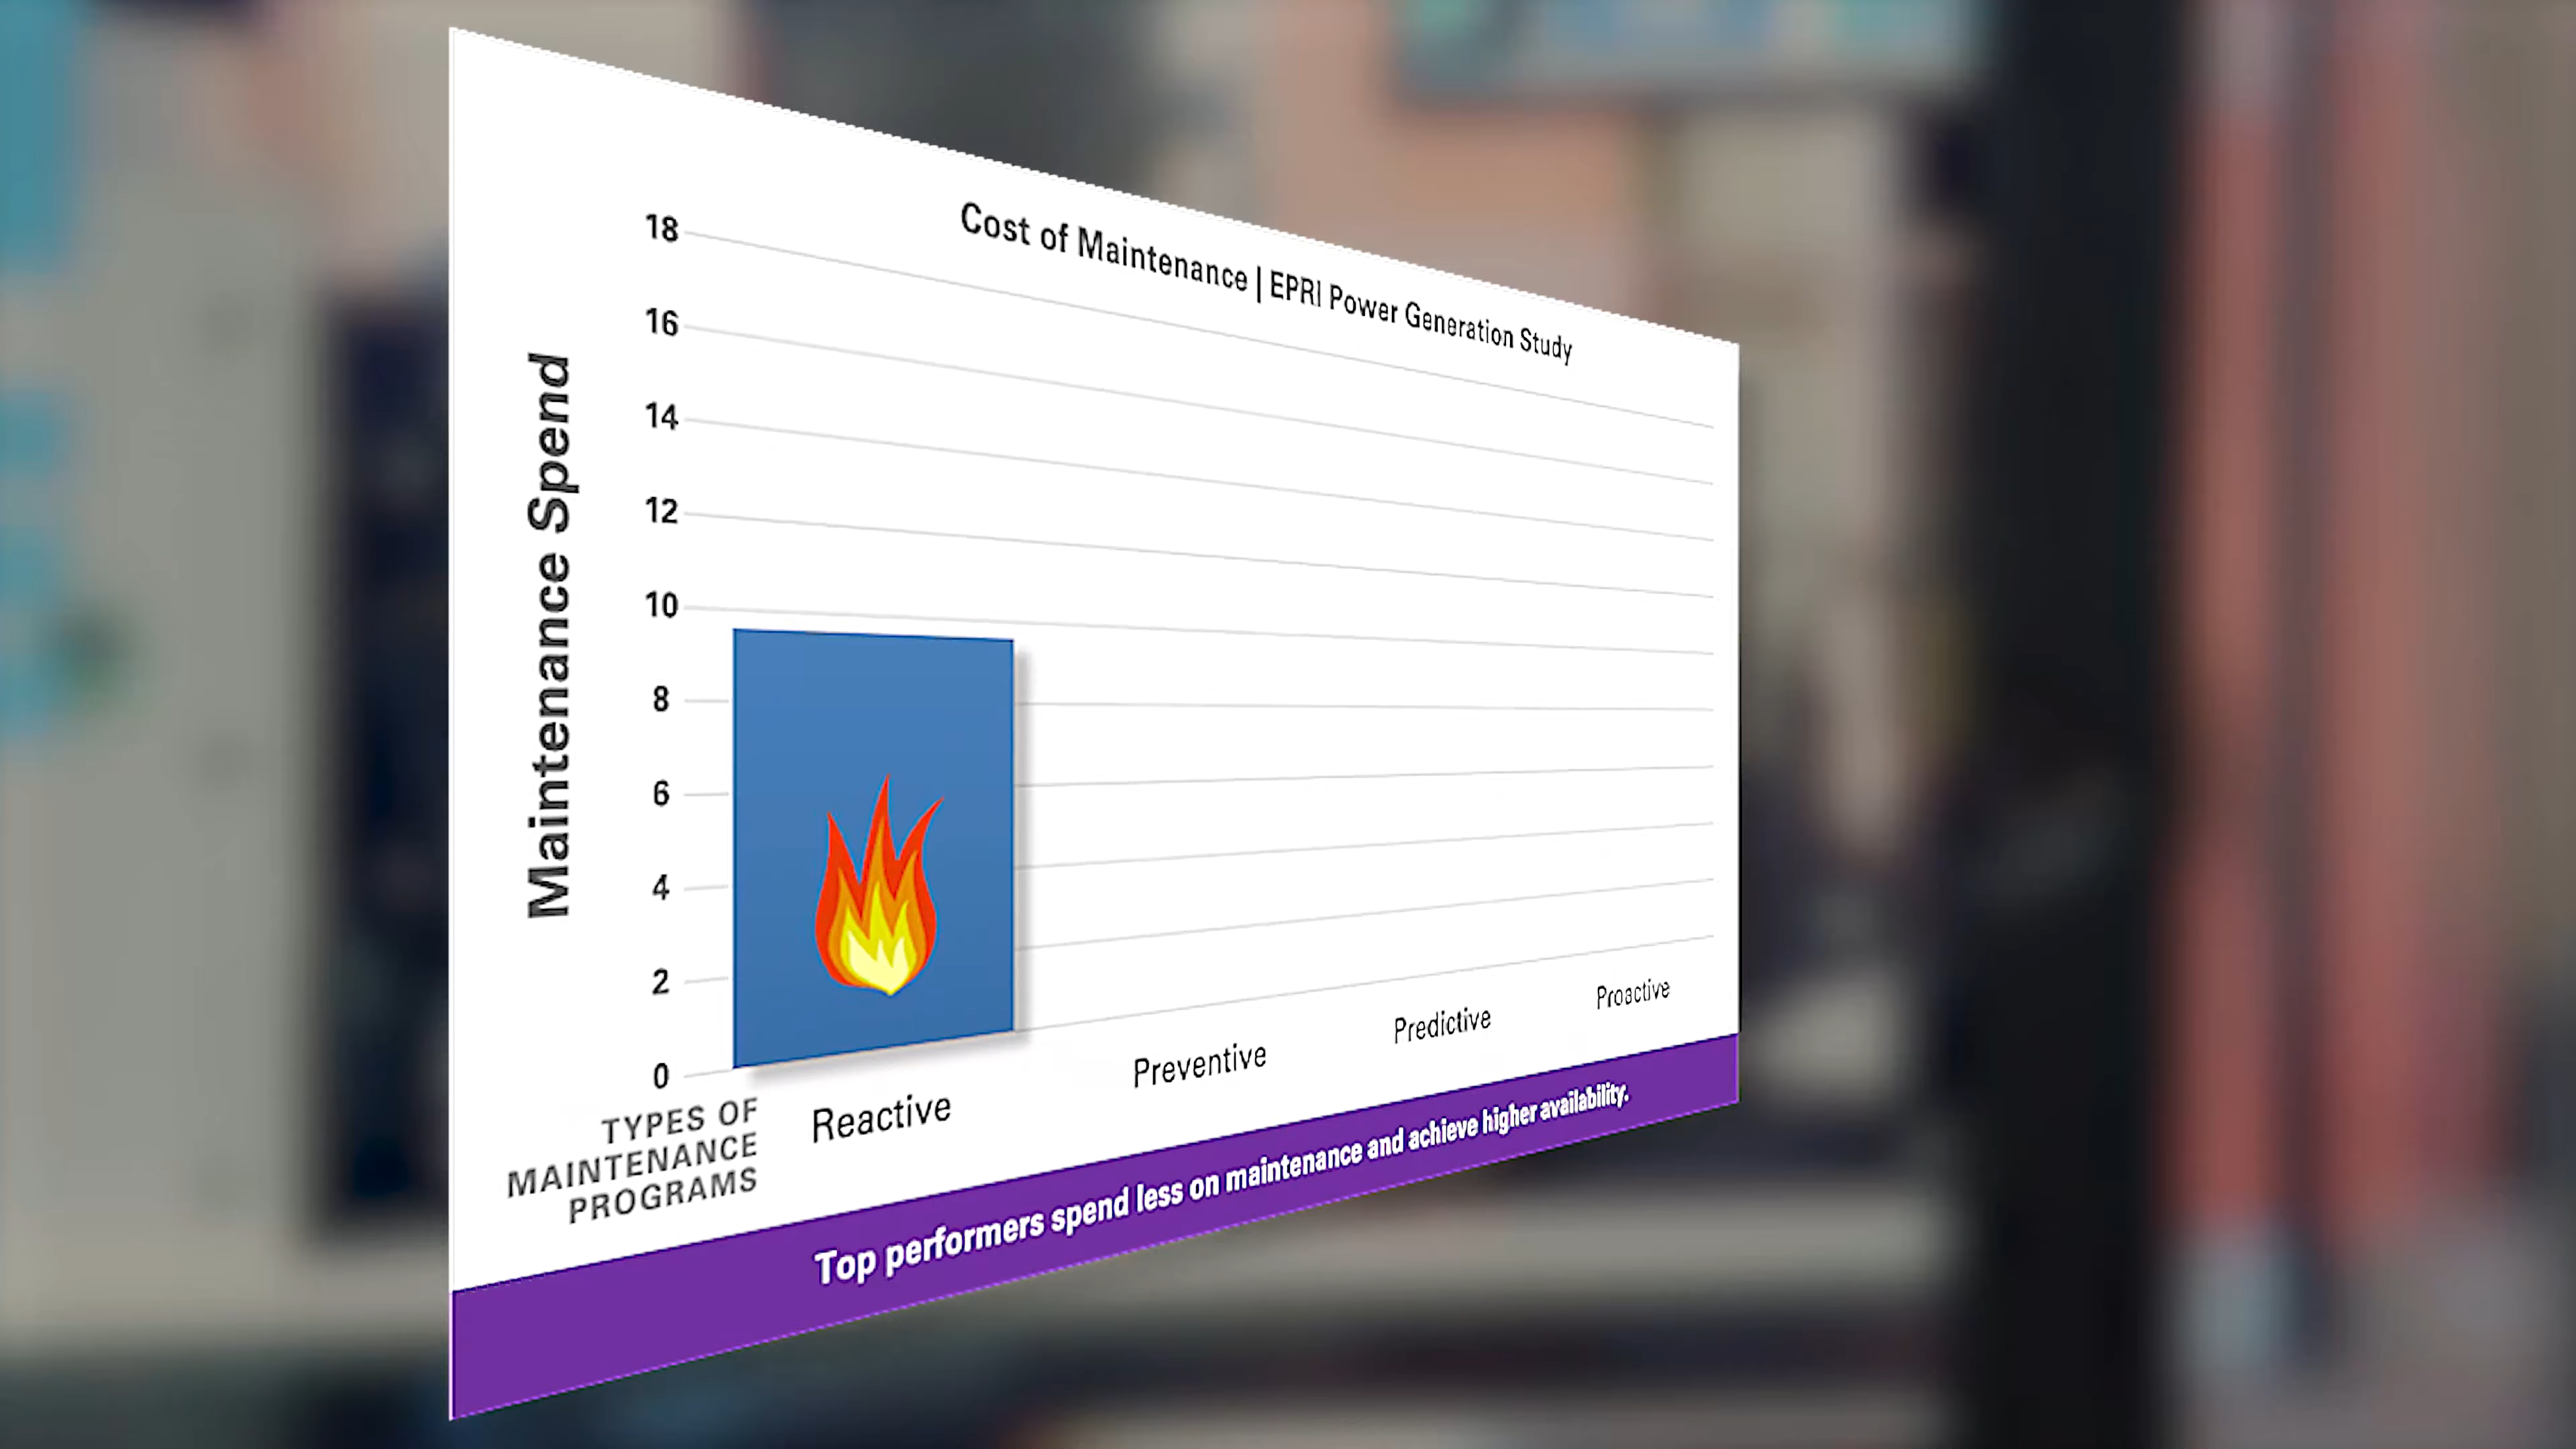 Cost of Maintenance | EPRI Power Generation Study
Maintenance Spend
18
16
14
12
10
8
6
4
2
0
TYPES OF
MAINTENANCE
PROGRAMS
Reactive
Preventive
Predictive
Proactive
Top performers spend less on maintenance and achieve higher availability.